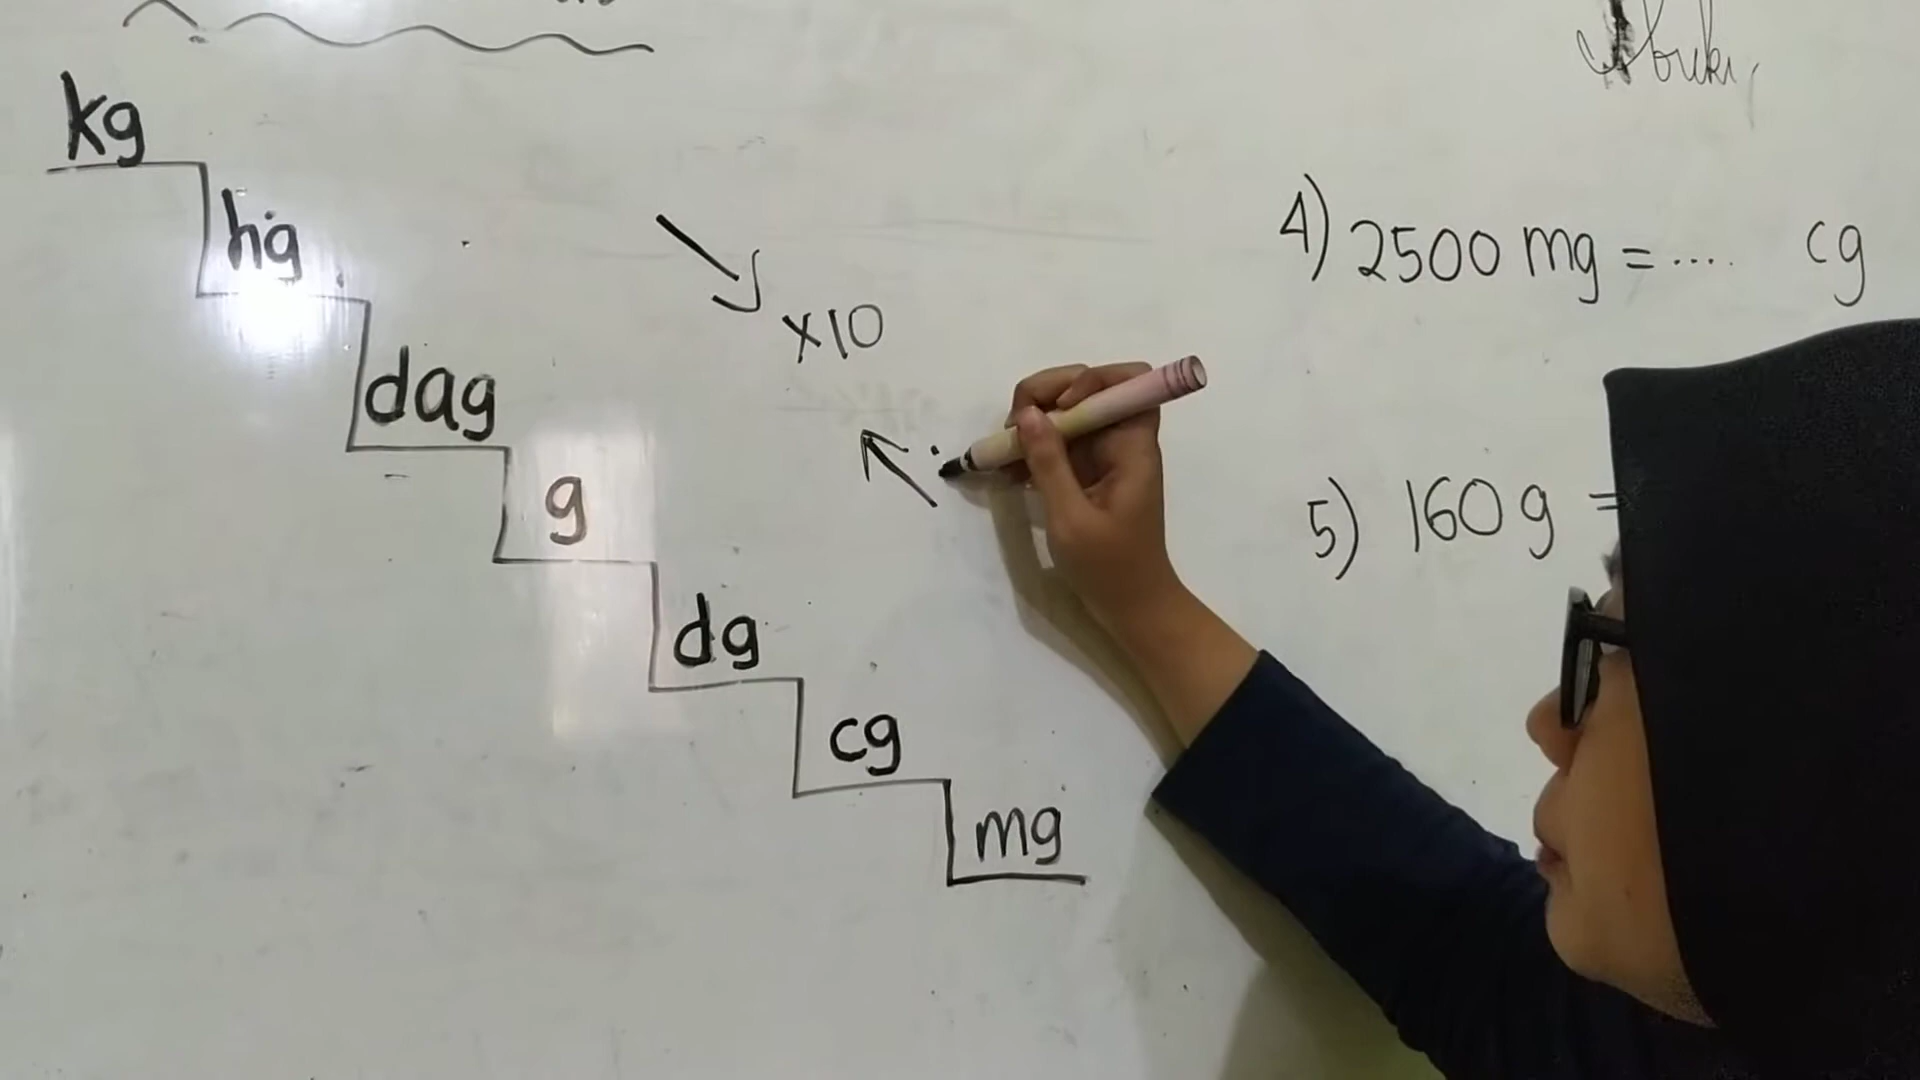 kg
hg
dag
g
dg
cg
mg
x10
4) 2500 mg = .... cg
5) 160 g =